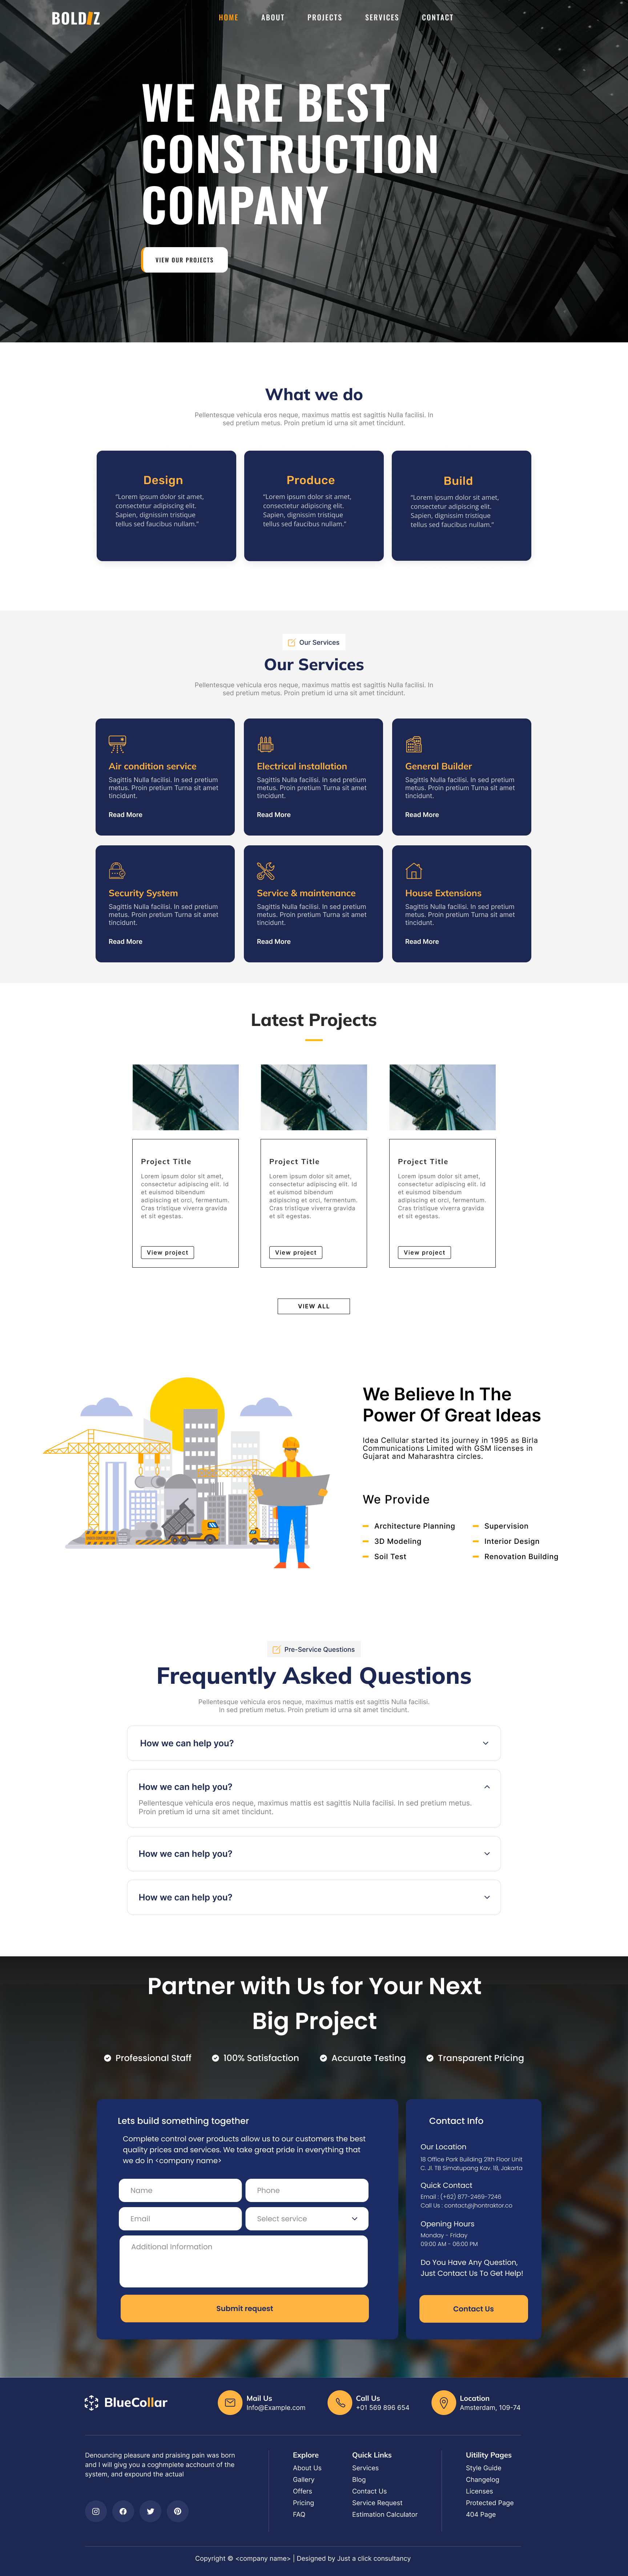 BOLDIZ
HOME ABOUT PROJECTS SERVICES CONTACT
WE ARE BEST
CONSTRUCTION
COMPANY
VIEW OUR PROJECTS
What we do
Pellentesque vehicula eros neque, maximus mattis est sagittis Nulla facilisi. In
sed pretium metus. Proin pretium id urna sit amet tincidunt.
Design
"Lorem ipsum dolor sit amet,
consectetur adipiscing elit.
Sapien, dignissim tristique
tellus sed faucibus nullam."
Produce
"Lorem ipsum dolor sit amet,
consectetur adipiscing elit.
Sapien, dignissim tristique
tellus sed faucibus nullam."
Build
"Lorem ipsum dolor sit amet,
consectetur adipiscing elit.
Sapien, dignissim tristique
tellus sed faucibus nullam."
Our Services
Our Services
Pellentesque vehicula eros neque, maximus mattis est sagittis Nulla facilisi. In
sed pretium metus. Proin pretium id urna sit amet tincidunt.
Air condition service
Sagittis Nulla facilisi. In sed pretium
metus. Proin pretium Turna sit amet
tincidunt.
Read More
Electrical installation
Sagittis Nulla facilisi. In sed pretium
metus. Proin pretium Turna sit amet
tincidunt.
Read More
General Builder
Sagittis Nulla facilisi. In sed pretium
metus. Proin pretium Turna sit amet
tincidunt.
Read More
Security System
Sagittis Nulla facilisi. In sed pretium
metus. Proin pretium Turna sit amet
tincidunt.
Read More
Service & maintenance
Sagittis Nulla facilisi. In sed pretium
metus. Proin pretium Turna sit amet
tincidunt.
Read More
House Extensions
Sagittis Nulla facilisi. In sed pretium
metus. Proin pretium Turna sit amet
tincidunt.
Read More
Latest Projects
Project Title
Lorem ipsum dolor sit amet,
consectetur adipiscing elit. Id
et euismod bibendum
adipiscing et orci, fermentum.
Cras tristique viverra gravida
et sit egestas.
View project
Project Title
Lorem ipsum dolor sit amet,
consectetur adipiscing elit. Id
et euismod bibendum
adipiscing et orci, fermentum.
Cras tristique viverra gravida
et sit egestas.
View project
Project Title
Lorem ipsum dolor sit amet,
consectetur adipiscing elit. Id
et euismod bibendum
adipiscing et orci, fermentum.
Cras tristique viverra gravida
et sit egestas.
View project
VIEW ALL
We Believe In The
Power Of Great Ideas
Idea Cellular started its journey in 1995 as Birla
Communications Limited with GSM licenses in
Gujarat and Maharashtra circles.
We Provide
Architecture Planning
3D Modeling
Soil Test
Supervision
Interior Design
Renovation Building
Pre-Service Questions
Frequently Asked Questions
Pellentesque vehicula eros neque, maximus mattis est sagittis Nulla facilisi.
In sed pretium metus. Proin pretium id urna sit amet tincidunt.
How we can help you?
How we can help you?
Pellentesque vehicula eros neque, maximus mattis est sagittis Nulla facilisi. In sed pretium metus.
Proin pretium id urna sit amet tincidunt.
How we can help you?
How we can help you?
Partner with Us for Your Next
Big Project
Professional Staff 100% Satisfaction Accurate Testing Transparent Pricing
Lets build something together
Complete control over products allow us to our customers the best
quality prices and services. We take great pride in everything that
we do in <company name>
Name
Phone
Email
Select service
Additional Information
Submit request
Contact Info
Our Location
18 Office Park Building 21th Floor Unit
C. Jl. TB Simatupang Kav. 18, Jakarta
Quick Contact
Email : (+62) 877-2469-7246
Call Us : contact@jhontraktor.co
Opening Hours
Monday - Friday
09:00 AM - 06:00 PM
Do You Have Any Question,
Just Contact Us To Get Help!
Contact Us
BlueCollar
Mail Us
Info@Example.com
Call Us
+01 569 896 654
Location
Amsterdam, 109-74
Denouncing pleasure and praising pain was born
and I will givg you a coghmplete acchount of the
system, and expound the actual
Explore
About Us
Gallery
Offers
Pricing
FAQ
Quick Links
Services
Blog
Contact Us
Service Request
Estimation Calculator
Uitility Pages
Style Guide
Changelog
Licenses
Protected Page
404 Page
Copyright © <company name> | Designed by Just a click consultancy